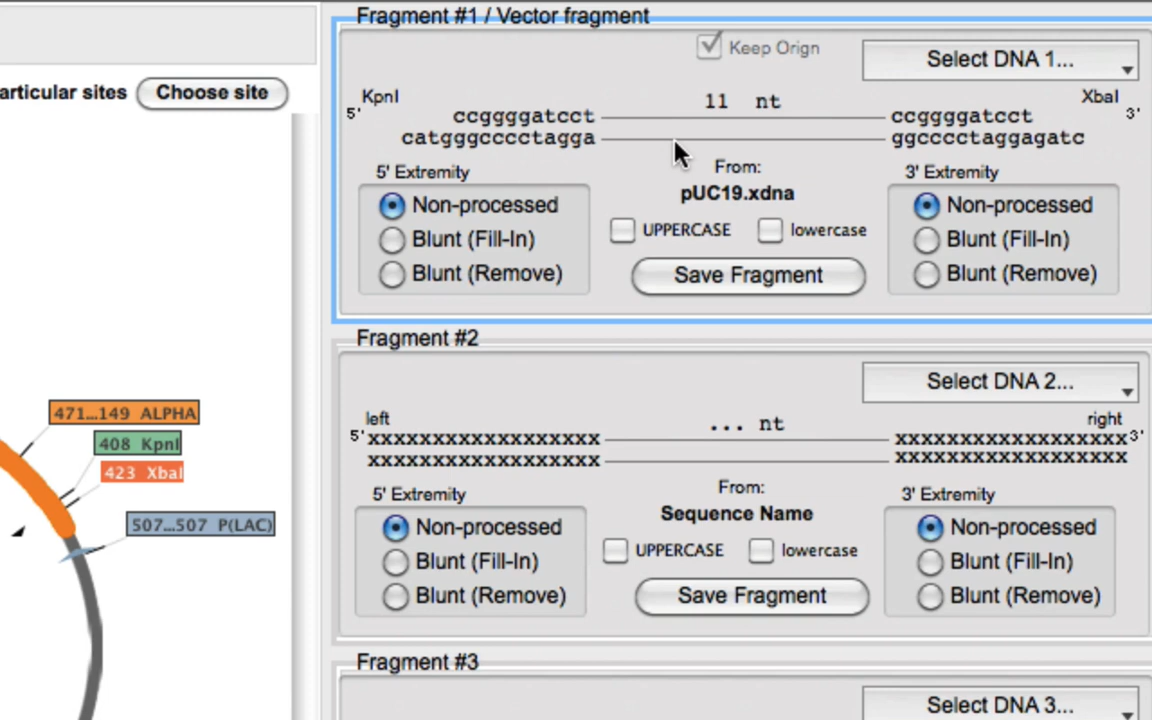 Fragment #1 / Vector fragment
Keep Orign
Select DNA 1...
articular sites
Choose site
KpnI
11 nt
XbaI
5'
ccggggatcct
ccggggatcct
3'
catgggcccctagga
ggcccctaggagatc
From:
pUC19.xdna
5' Extremity
3' Extremity
Non-processed
Non-processed
UPPERCASE
lowercase
Blunt (Fill-In)
Blunt (Fill-In)
Blunt (Remove)
Save Fragment
Blunt (Remove)
Fragment #2
Select DNA 2...
471...149 ALPHA
408 KpnI
423 XbaI
507...507 P(LAC)
left
... nt
right
5'
xxxxxxxxxxxxxxxxxx
xxxxxxxxxxxxxxxxxx
3'
xxxxxxxxxxxxxxxxxx
xxxxxxxxxxxxxxxxxx
From:
Sequence Name
5' Extremity
3' Extremity
Non-processed
Non-processed
UPPERCASE
lowercase
Blunt (Fill-In)
Blunt (Fill-In)
Blunt (Remove)
Save Fragment
Blunt (Remove)
Fragment #3
Select DNA 3...